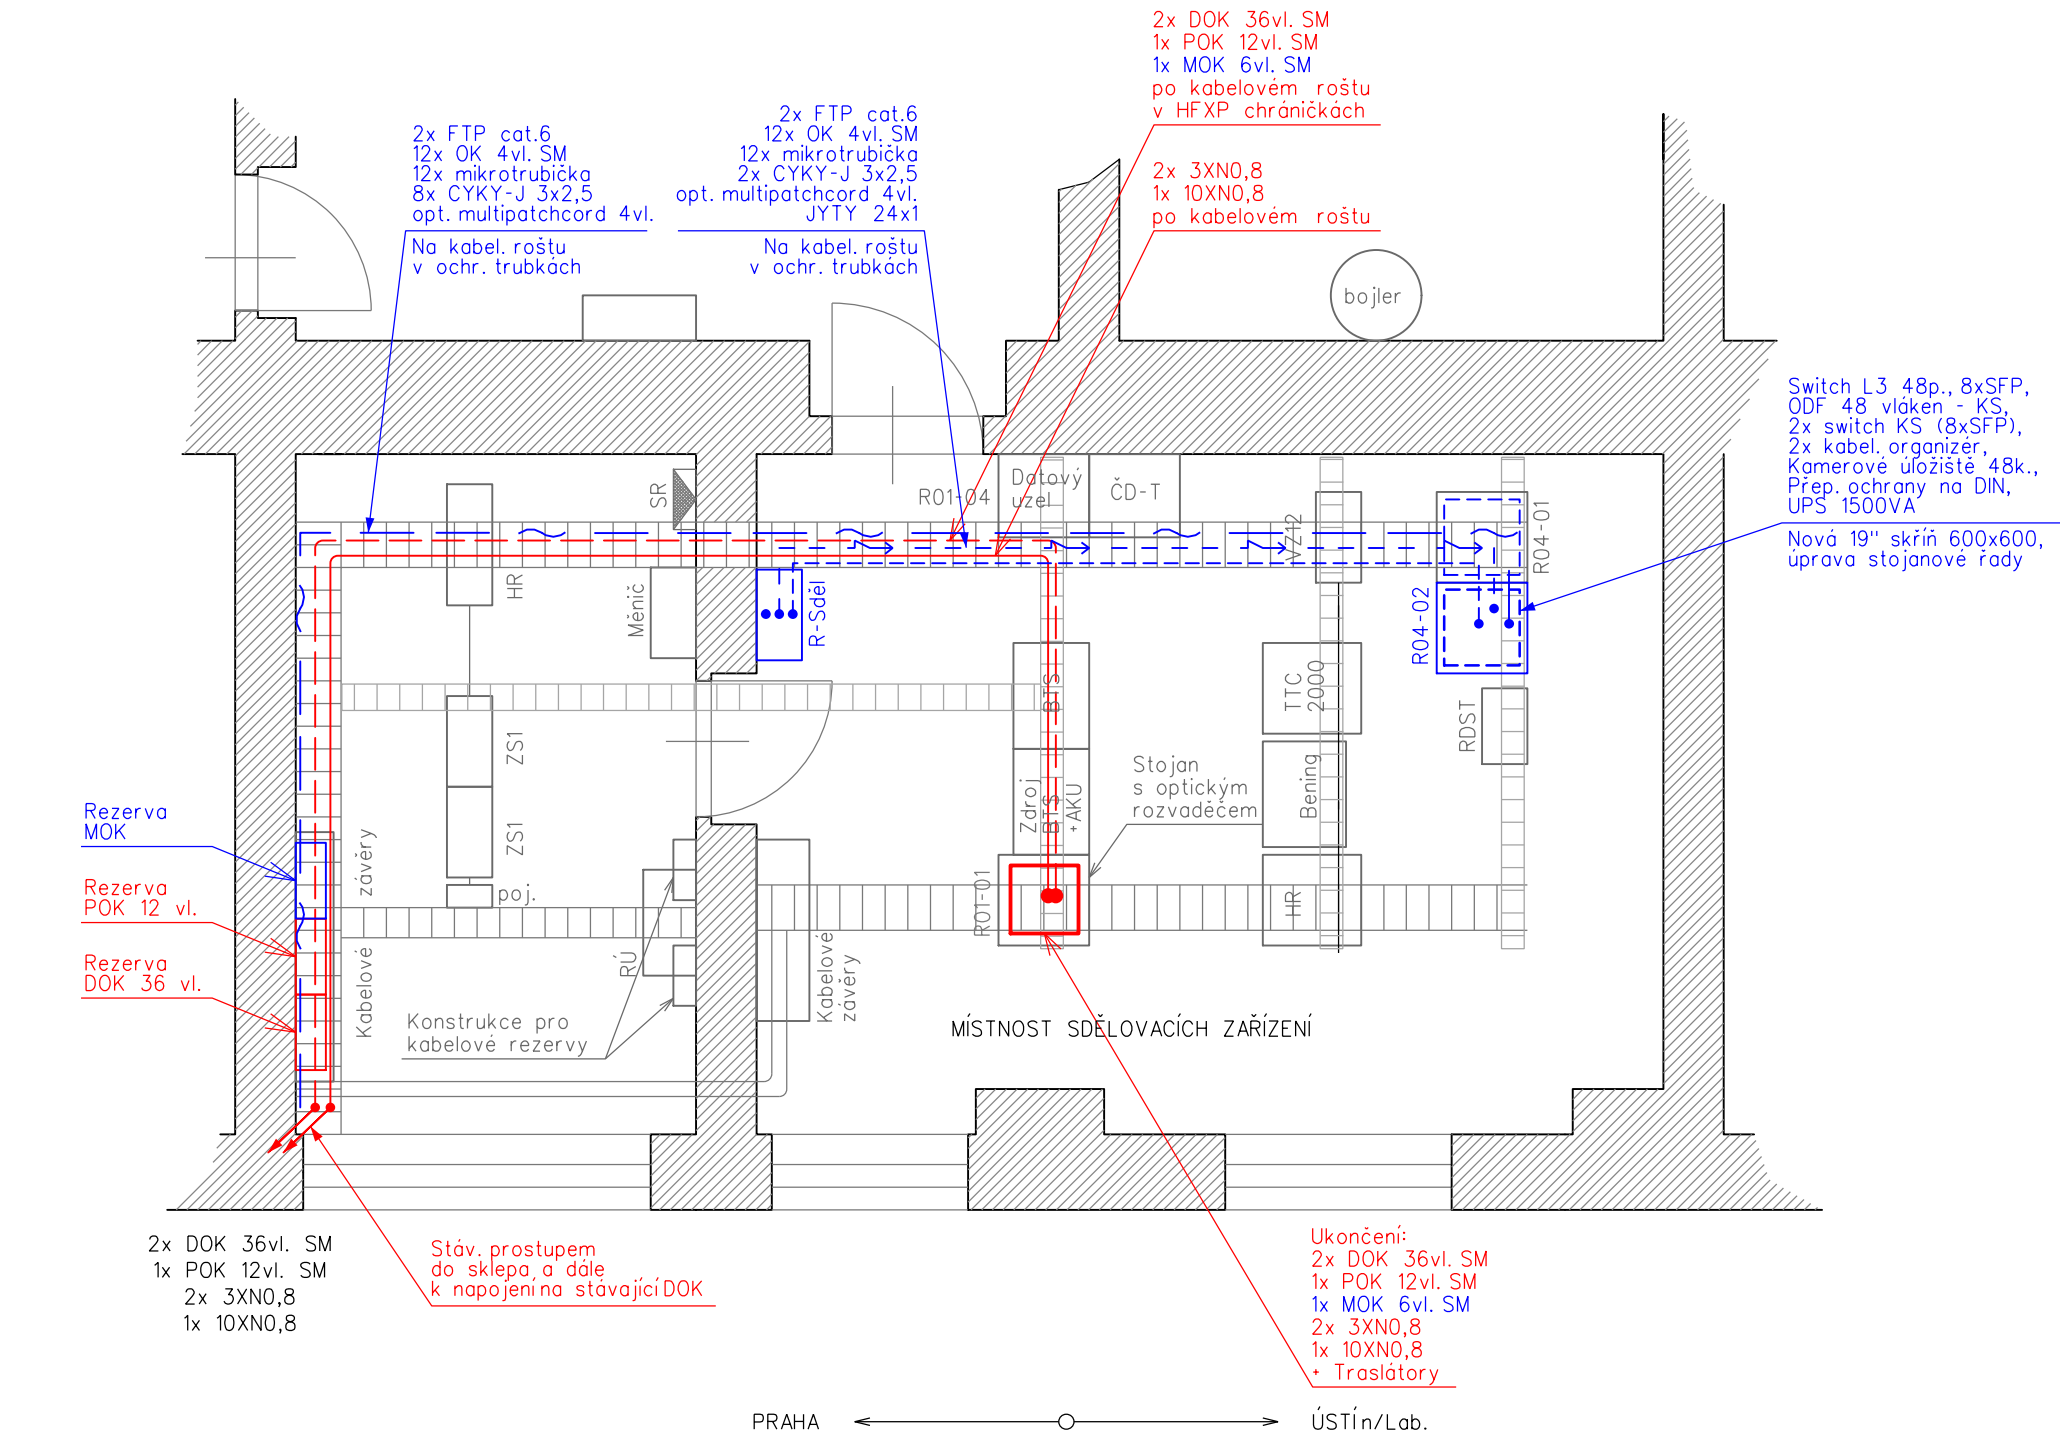 2x DOK 36vl. SM
1x POK 12vl. SM
1x MOK 6vl. SM
po kabelovém roštu
v HFXP chráničkách
2x FTP cat.6
12x OK 4vl. SM
12x mikrotrubička
8x CYKY-J 3x2,5
opt. multipatchcord 4vl.
Na kabel. roštu
v ochr. trubkách
2x FTP cat.6
12x OK 4vl. SM
12x mikrotrubička
2x CYKY-J 3x2,5
opt. multipatchcord 4vl.
JYTY 24x1
Na kabel. roštu
v ochr. trubkách
2x 3XN0,8
1x 10XN0,8
po kabelovém roštu
bojler
Switch L3 48p., 8xSFP,
ODF 48 vláken - KS,
2x switch KS (8xSFP),
2x kabel. organizér,
Kamerové úložiště 48k.,
Přep. ochrany na DIN,
UPS 1500VA
Nová 19" skříň 600x600,
úprava stojanové řady
SR
R01-04
Datový
uzel
ČD-T
VZ12
R04-01
HR
Měnič
R-Sděl
R04-02
BTS
TTC
2000
RDST
ZS1
ZS1
poj.
Zdroj
BTS
+AKU
Bening
Stojan
s optickým
rozvaděčem
Rezerva
MOK
Rezerva
POK 12 vl.
Rezerva
DOK 36 vl.
Kabelové
závěry
RÚ
Kabelové
závěry
R01-01
HR
Konstrukce pro
kabelové rezervy
MÍSTNOST SDĚLOVACÍCH ZAŘÍZENÍ
2x DOK 36vl. SM
1x POK 12vl. SM
2x 3XN0,8
1x 10XN0,8
Stáv. prostupem
do sklepa a dále
k napojení na stávající DOK
Ukončení:
2x DOK 36vl. SM
1x POK 12vl. SM
1x MOK 6vl. SM
2x 3XN0,8
1x 10XN0,8
+ Traslátory
PRAHA
ÚSTÍ n/Lab.